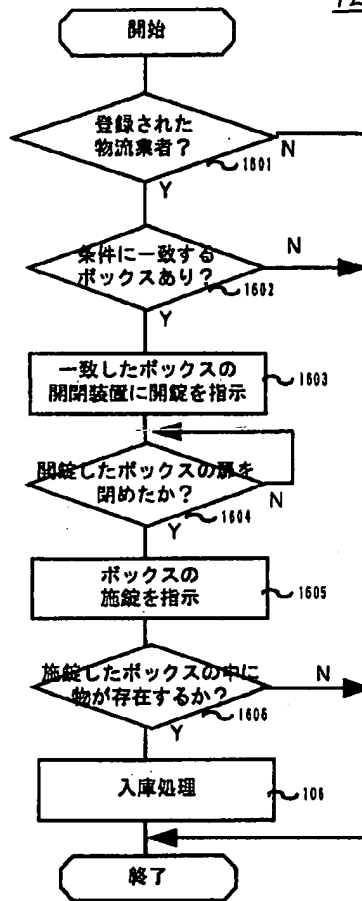 開始
登録された
物流業者?
N
1601
Y
条件に一致する
ボックスあり?
N
1602
Y
一致したボックスの
開閉装置に開錠を指示
1603
開錠したボックスの扉を
閉めたか?
N
1604
Y
ボックスの
施錠を指示
1605
施錠したボックスの中に
物が存在するか?
N
1606
Y
入庫処理
106
終了